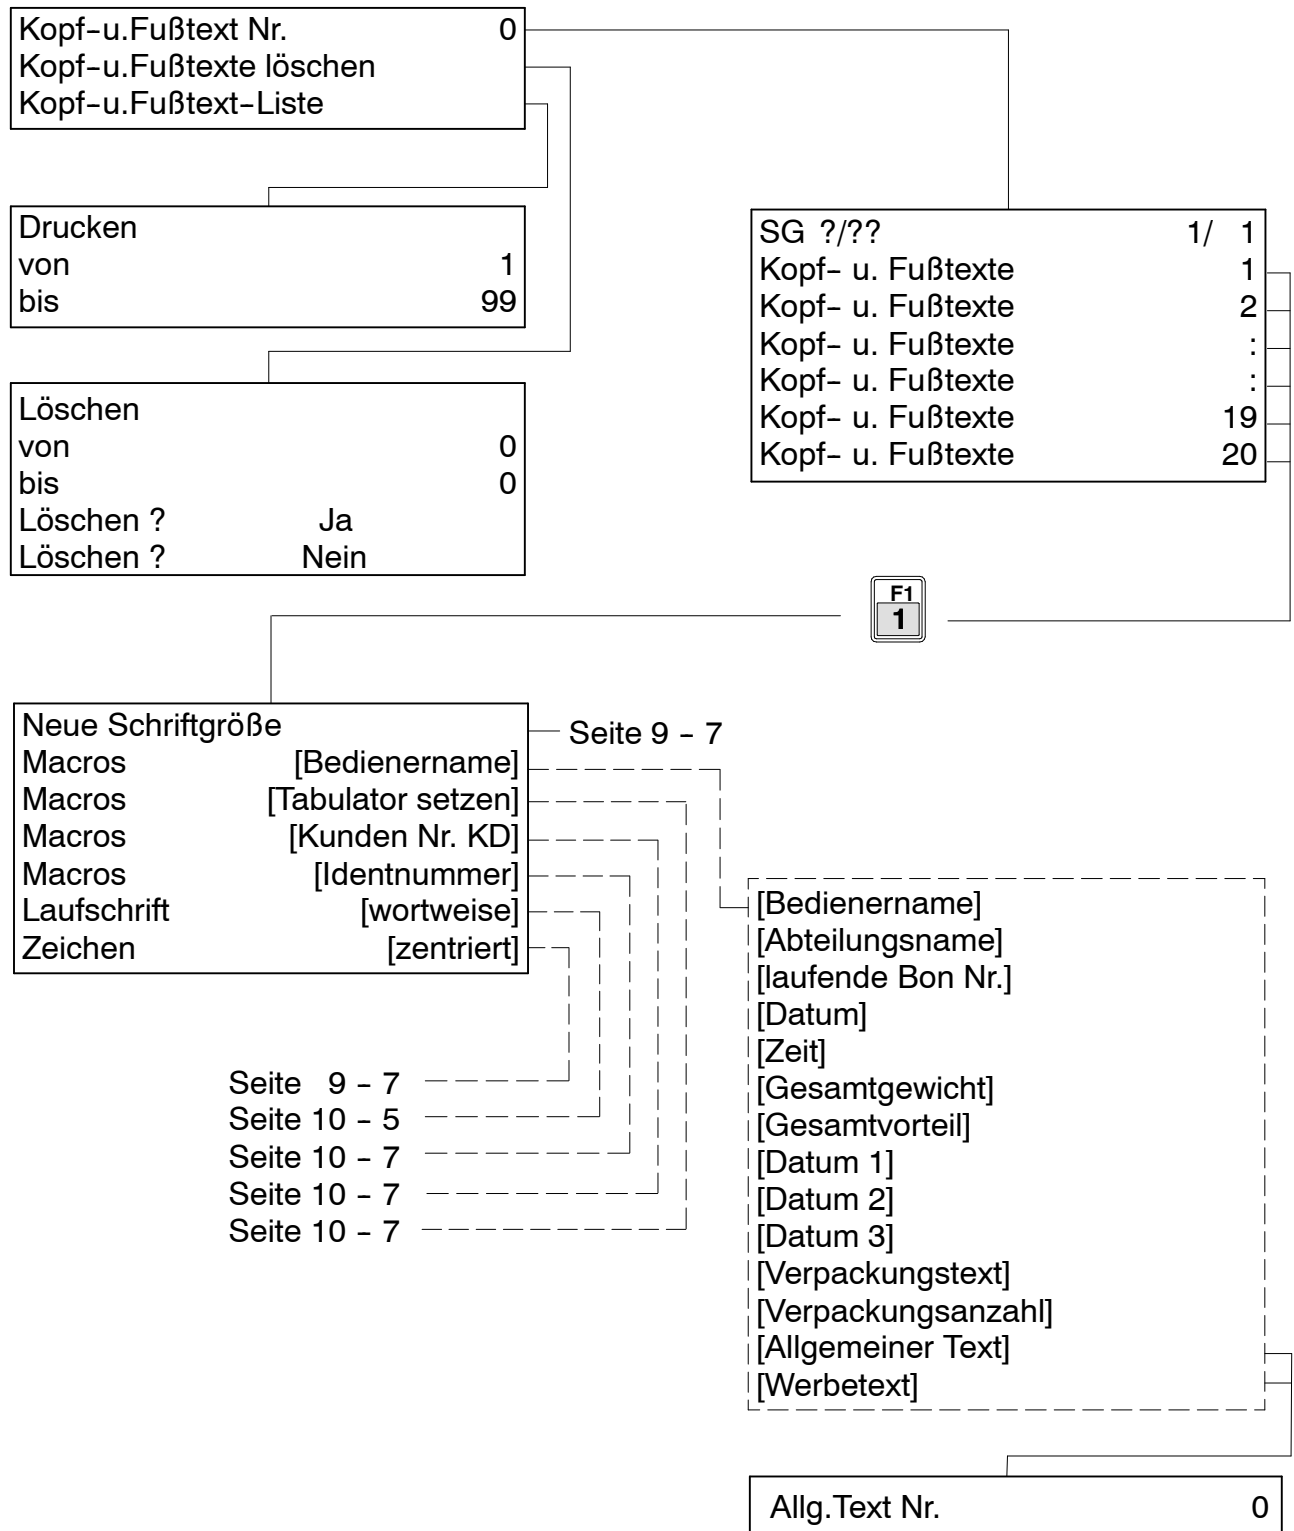 Kopf-u.Fußtext Nr. 0
Kopf-u.Fußtexte löschen
Kopf-u.Fußtext-Liste
Drucken
von 1
bis 99
Löschen
von 0
bis 0
Löschen ? Ja
Löschen ? Nein
SG ?/?? 1/ 1
Kopf- u. Fußtexte 1
Kopf- u. Fußtexte 2
Kopf- u. Fußtexte :
Kopf- u. Fußtexte :
Kopf- u. Fußtexte 19
Kopf- u. Fußtexte 20
F1
1
Neue Schriftgröße
Macros [Bedienername]
Macros [Tabulator setzen]
Macros [Kunden Nr. KD]
Macros [Identnummer]
Laufschrift [wortweise]
Zeichen [zentriert]
Seite 9 - 7
Seite 9 - 7
Seite 10 - 5
Seite 10 - 7
Seite 10 - 7
Seite 10 - 7
[Bedienername]
[Abteilungsname]
[laufende Bon Nr.]
[Datum]
[Zeit]
[Gesamtgewicht]
[Gesamtvorteil]
[Datum 1]
[Datum 2]
[Datum 3]
[Verpackungstext]
[Verpackungsanzahl]
[Allgemeiner Text]
[Werbetext]
Allg.Text Nr. 0